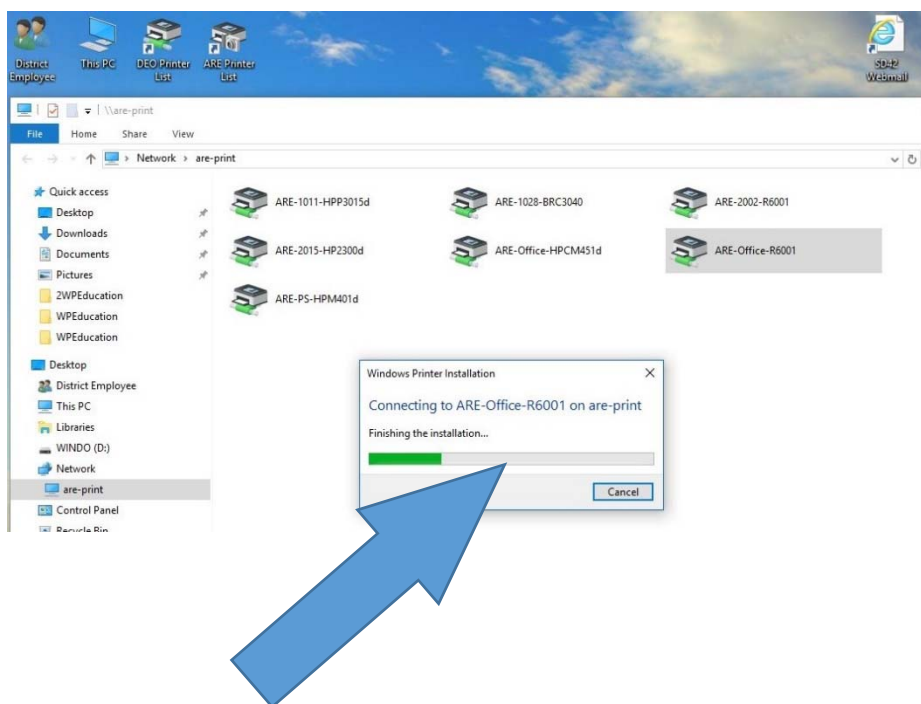 District
Employee
This PC
DEO Printer
List
ARE Printer
List
SD42
Webmail
\\are-print
File Home Share View
Network > are-print
Quick access
Desktop
Downloads
Documents
Pictures
2WPEducation
WPEducation
WPEducation
Desktop
District Employee
This PC
Libraries
WINDO (D:)
Network
are-print
Control Panel
Recycle Bin
ARE-1011-HPP3015d
ARE-1028-BRC3040
ARE-2002-R6001
ARE-2015-HP2300d
ARE-Office-HPCM451d
ARE-Office-R6001
ARE-PS-HPM401d
Windows Printer Installation
Connecting to ARE-Office-R6001 on are-print
Finishing the installation...
Cancel